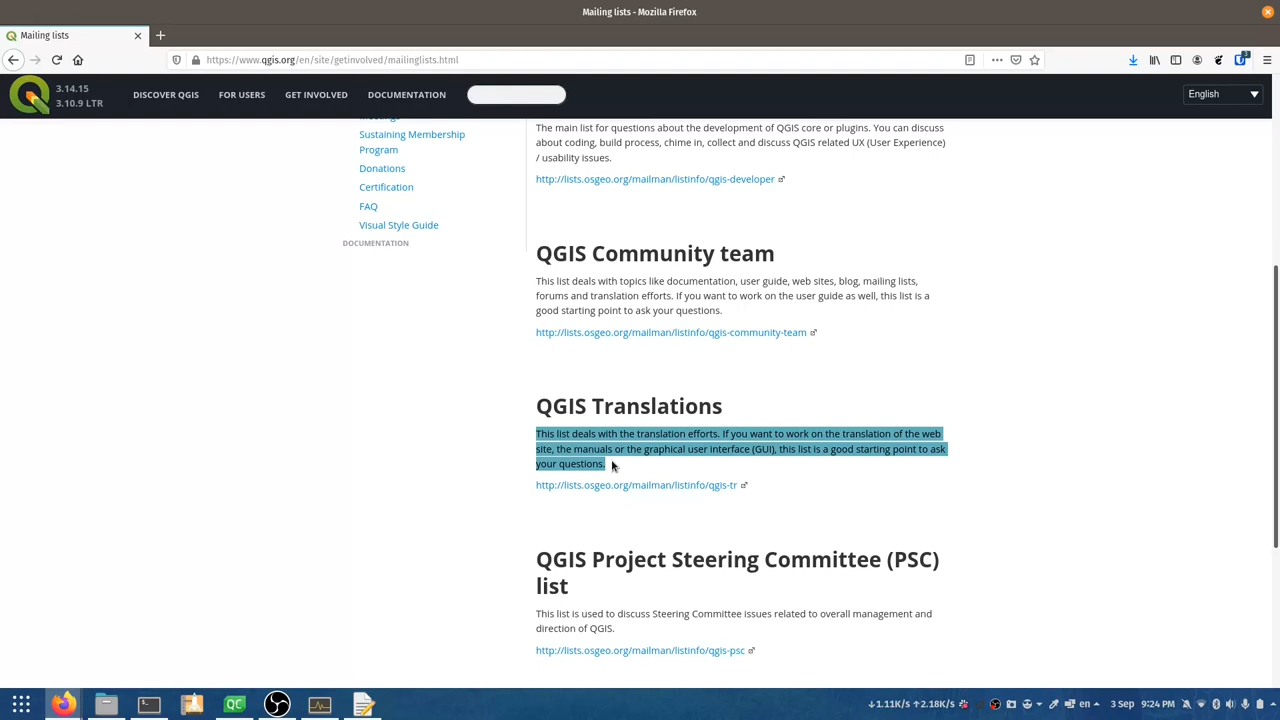 Mailing lists - Mozilla Firefox
Mailing lists
https://www.qgis.org/en/site/getinvolved/mailinglists.html
3.14.15
3.10.9 LTR
DISCOVER QGIS
FOR USERS
GET INVOLVED
DOCUMENTATION
English
Meetings
Sustaining Membership
Program
Donations
Certification
FAQ
Visual Style Guide
DOCUMENTATION
The main list for questions about the development of QGIS core or plugins. You can discuss
about coding, build process, chime in, collect and discuss QGIS related UX (User Experience)
/ usability issues.
http://lists.osgeo.org/mailman/listinfo/qgis-developer
QGIS Community team
This list deals with topics like documentation, user guide, web sites, blog, mailing lists,
forums and translation efforts. If you want to work on the user guide as well, this list is a
good starting point to ask your questions.
http://lists.osgeo.org/mailman/listinfo/qgis-community-team
QGIS Translations
This list deals with the translation efforts. If you want to work on the translation of the web
site, the manuals or the graphical user interface (GUI), this list is a good starting point to ask
your questions.
http://lists.osgeo.org/mailman/listinfo/qgis-tr
QGIS Project Steering Committee (PSC)
list
This list is used to discuss Steering Committee issues related to overall management and
direction of QGIS.
http://lists.osgeo.org/mailman/listinfo/qgis-psc
QC
↓1.11K/s ↑2.18K/s
en
3 Sep
9:24 PM